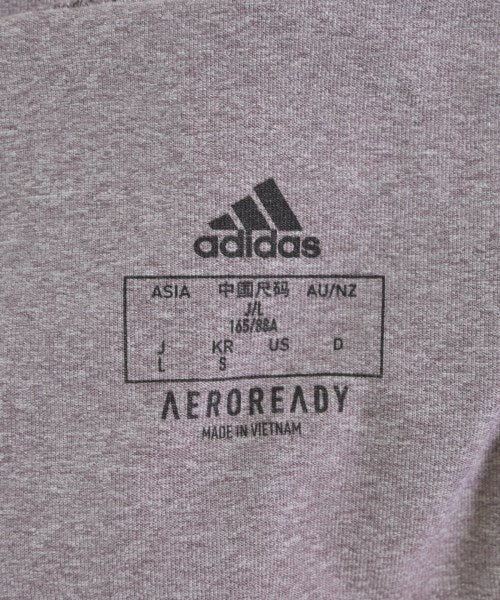 adidas
ASIA 中国尺码 AU/NZ
J/L
165/88A
J KR US D
L S
AEROREADY
MADE IN VIETNAM